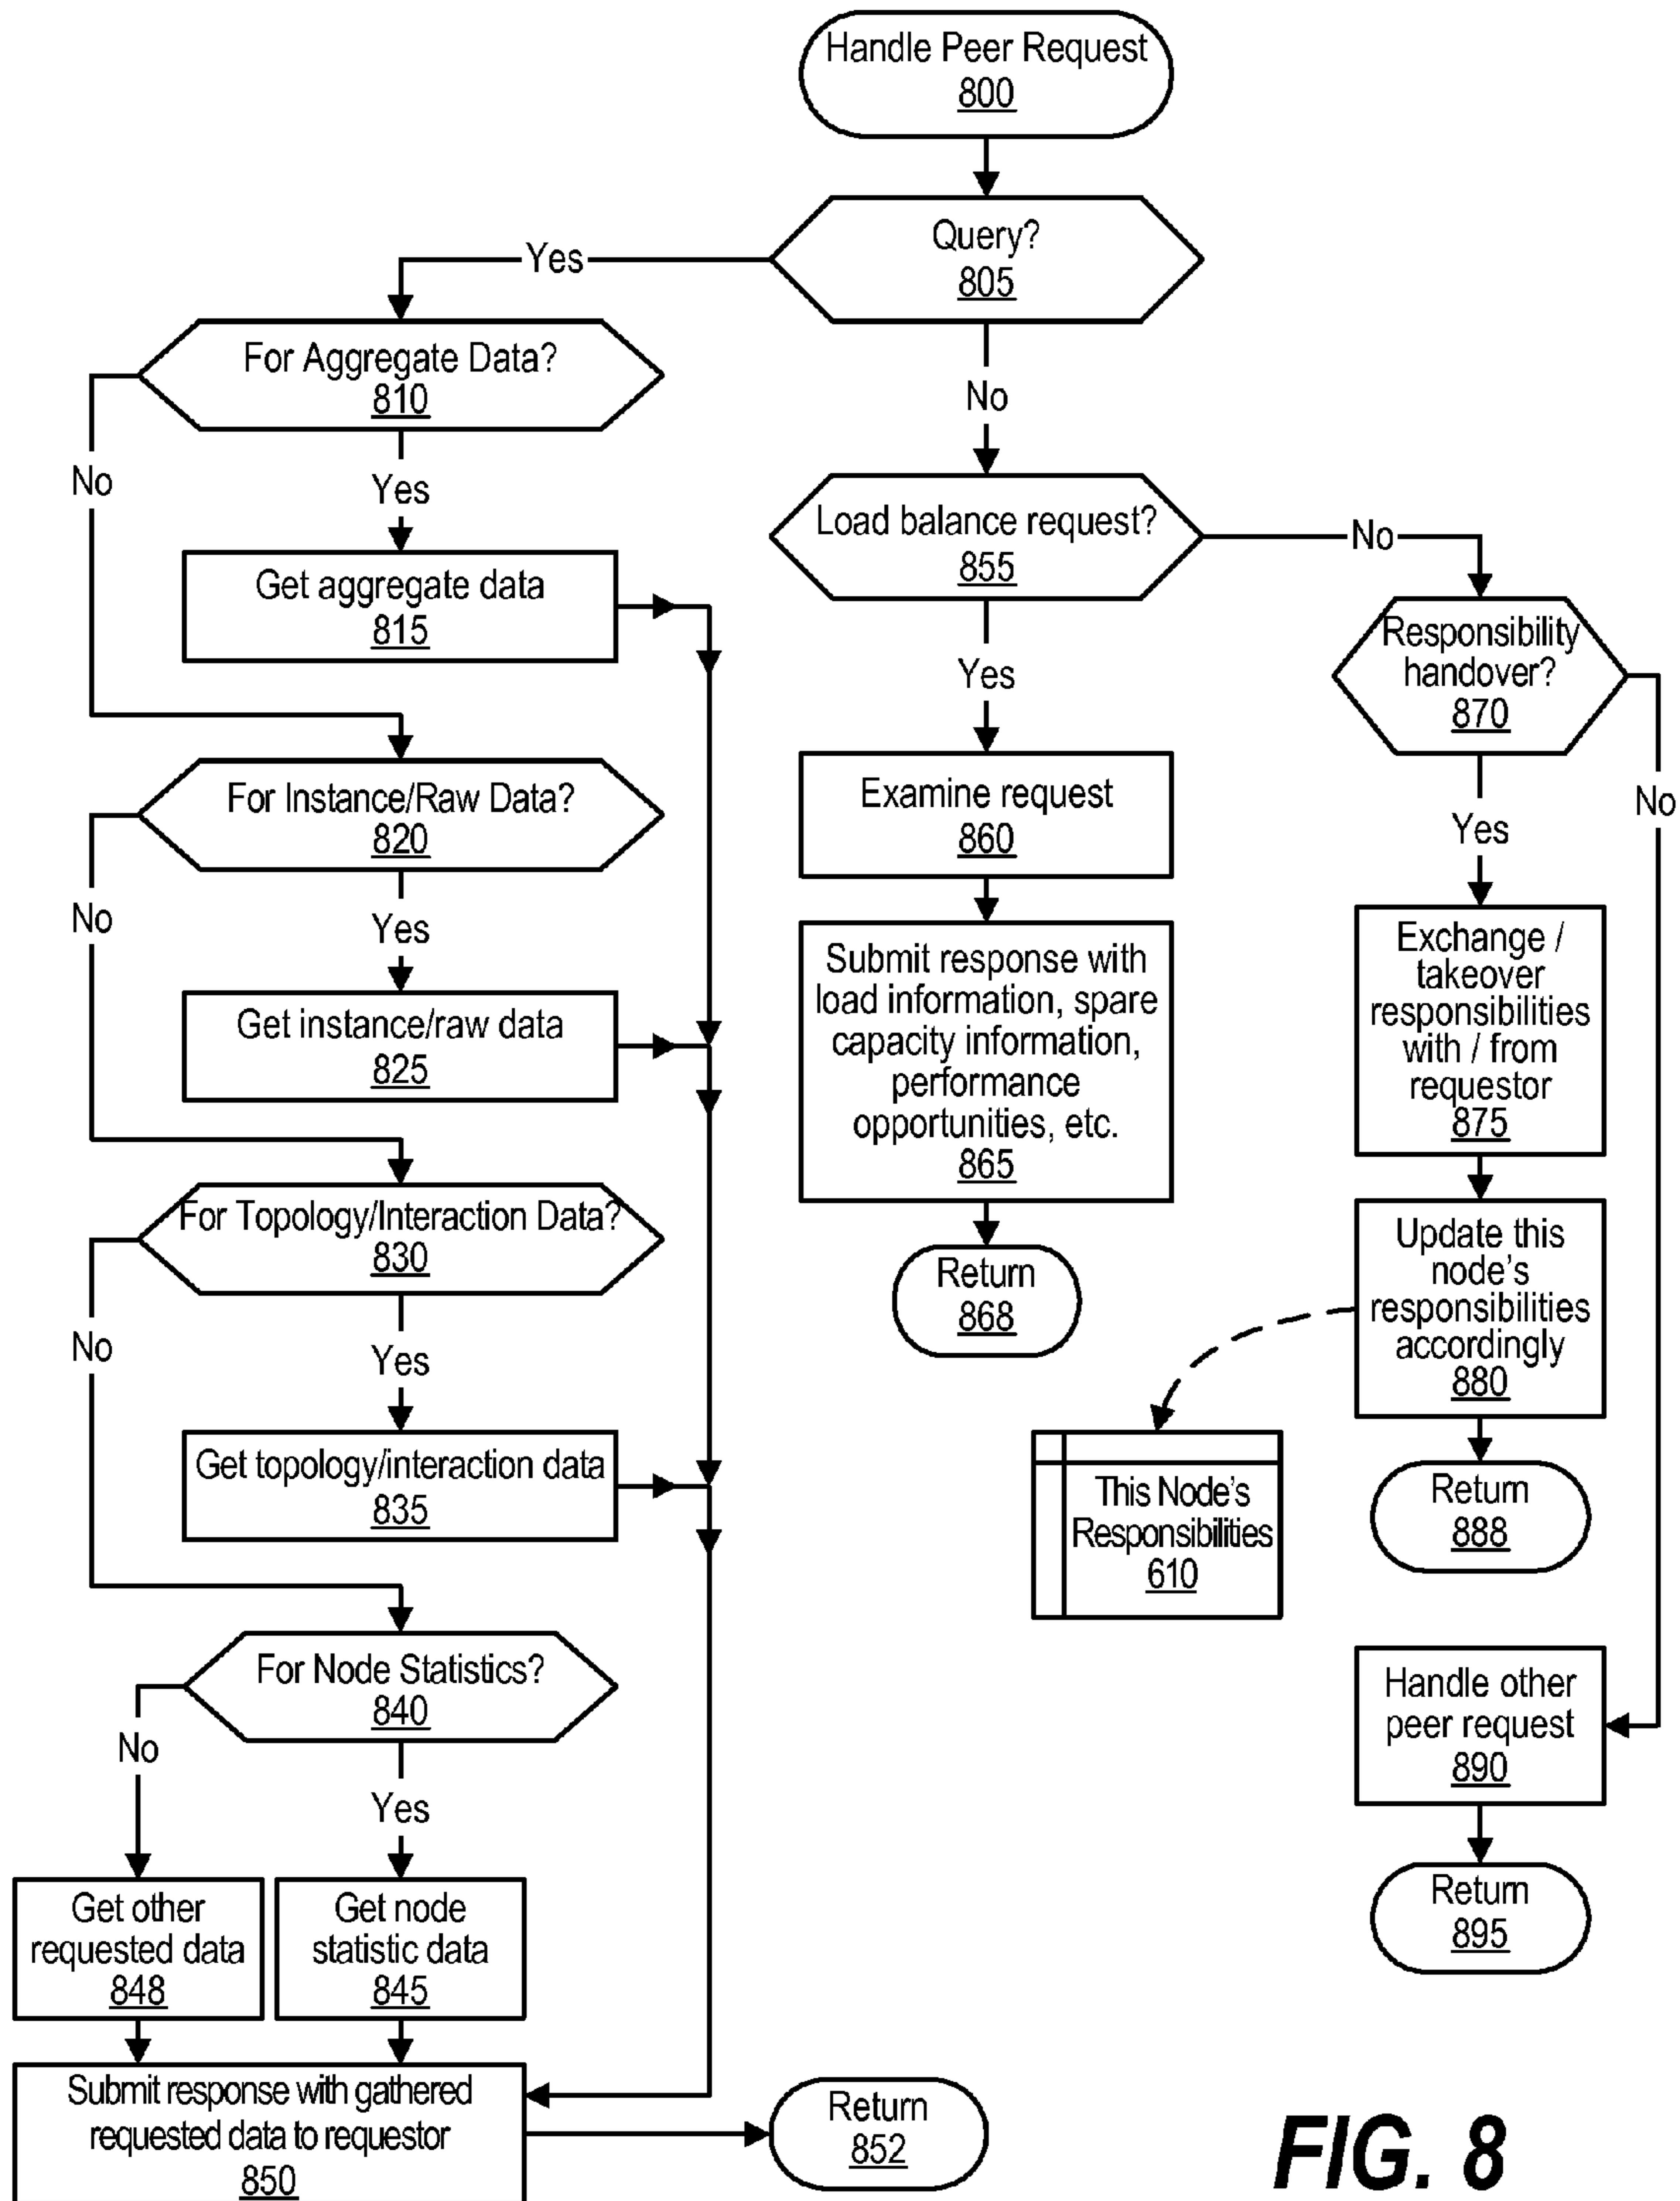 Handle Peer Request
800
Query?
805
Yes
No
For Aggregate Data?
810
No
Yes
Get aggregate data
815
For Instance/Raw Data?
820
No
Yes
Get instance/raw data
825
For Topology/Interaction Data?
830
No
Yes
Get topology/interaction data
835
For Node Statistics?
840
No
Yes
Get other
requested data
848
Get node
statistic data
845
Submit response with gathered
requested data to requestor
850
Return
852
Load balance request?
855
No
Yes
Examine request
860
Submit response with
load information, spare
capacity information,
performance
opportunities, etc.
865
Return
868
Responsibility
handover?
870
No
Yes
Exchange /
takeover
responsibilities
with / from
requestor
875
Update this
node's
responsibilities
accordingly
880
This Node's
Responsibilities
610
Return
888
Handle other
peer request
890
Return
895
FIG. 8